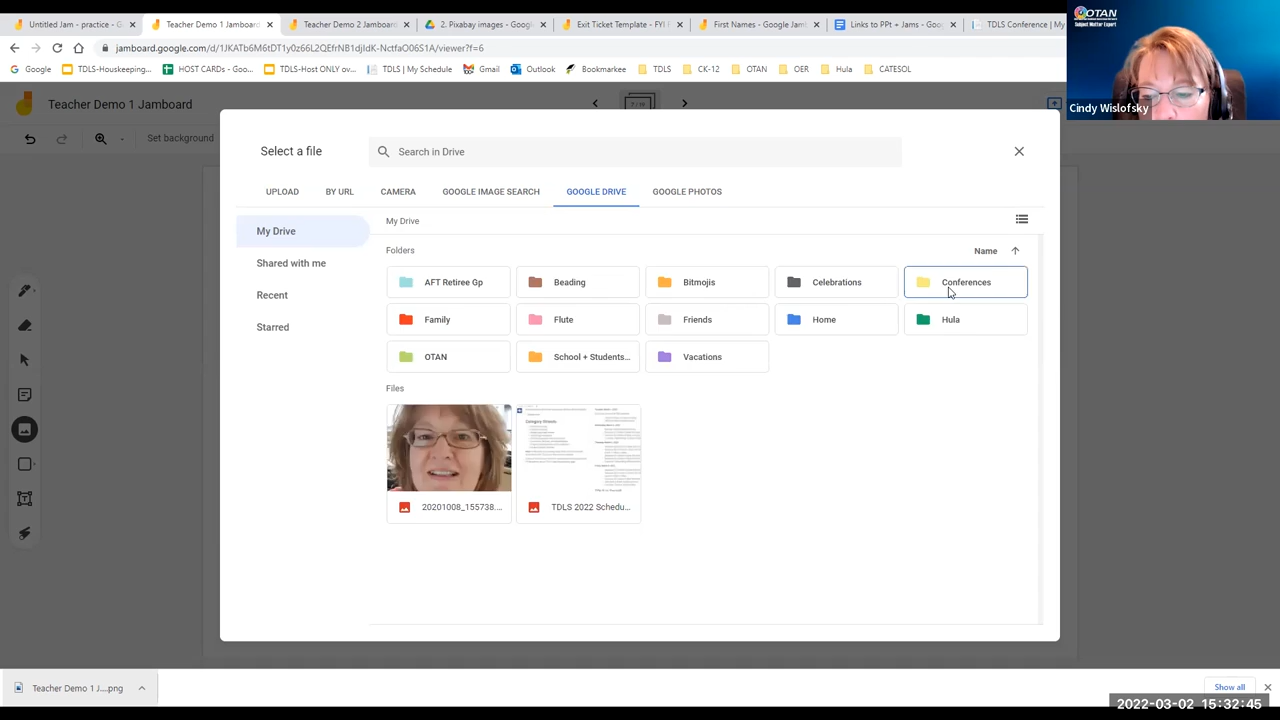 Untitled Jam - practice - G
Teacher Demo 1 Jamboard
Teacher Demo 2 Jam
2. Pixabay images - Goog
Exit Ticket Template - FYI
First Names - Google Jam
Links to PPt + Jams - Goo
TDLS Conference | My
jamboard.google.com/d/1JKATb6M6tDT1y0z66L2QEfrNB1djIdK-NctfaO06S1A/viewer?f=6
Google
TDLS-Housekeeping...
HOST CARDs - Goo...
TDLS-Host ONLY ov...
TDLS | My Schedule
Gmail
Outlook
Bookmarkee
TDLS
CK-12
OTAN
OER
Hula
CATESOL
OTAN
Subject Matter Expert
Cindy Wislofsky
Teacher Demo 1 Jamboard
Set background
Select a file
Search in Drive
UPLOAD
BY URL
CAMERA
GOOGLE IMAGE SEARCH
GOOGLE DRIVE
GOOGLE PHOTOS
My Drive
Shared with me
Recent
Starred
My Drive
Folders
Name
AFT Retiree Gp
Beading
Bitmojis
Celebrations
Conferences
Family
Flute
Friends
Home
Hula
OTAN
School + Students...
Vacations
Files
20201008_155738....
TDLS 2022 Schedu...
Teacher Demo 1 J....png
Show all
2022-03-02 15:32:45